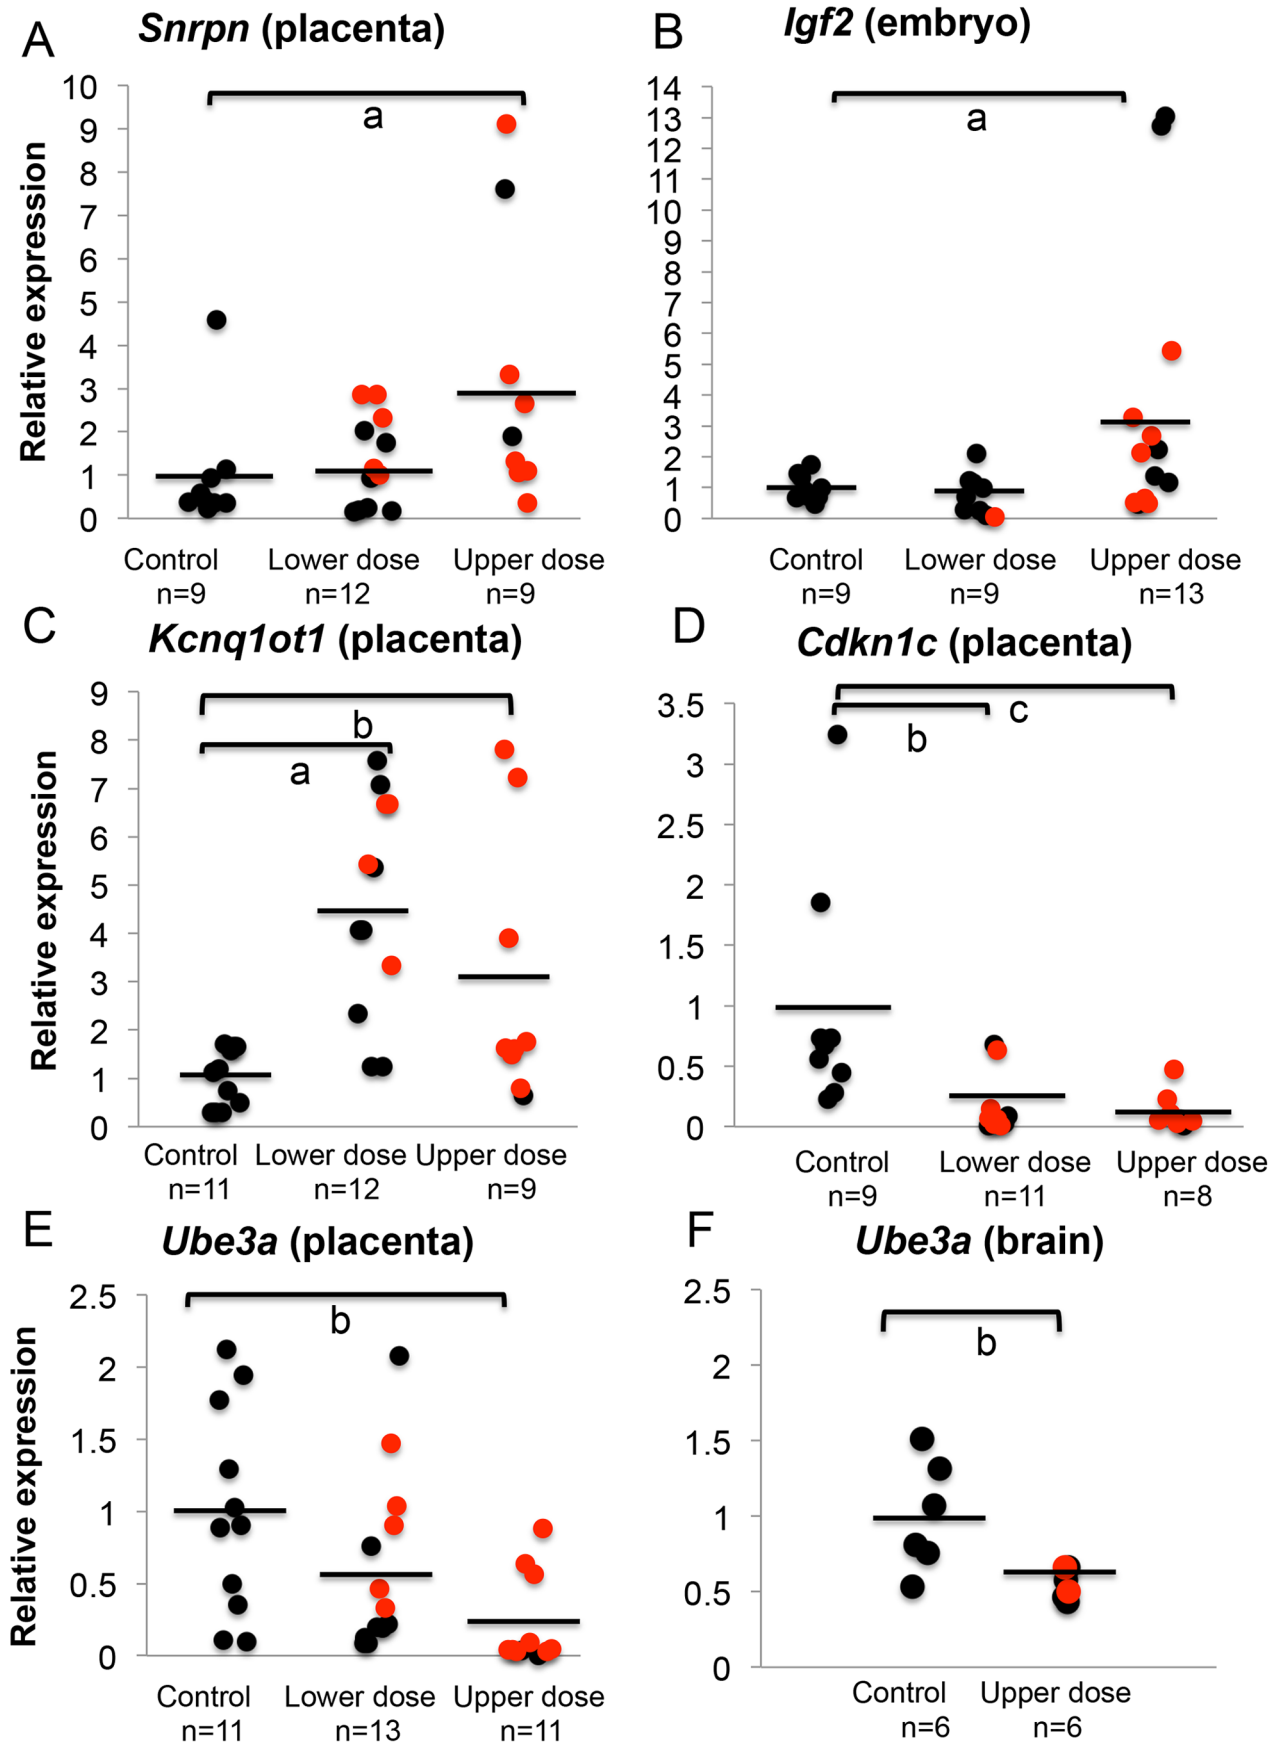 A
Snrpn (placenta)
Relative expression
10
9
8
7
6
5
4
3
2
1
0
a
Control
n=9
Lower dose
n=12
Upper dose
n=9
B
Igf2 (embryo)
14
13
12
11
10
9
8
7
6
5
4
3
2
1
0
a
Control
n=9
Lower dose
n=9
Upper dose
n=13
C
Kcnq1ot1 (placenta)
Relative expression
9
8
7
6
5
4
3
2
1
0
b
a
Control
n=11
Lower dose
n=12
Upper dose
n=9
D
Cdkn1c (placenta)
3.5
3
2.5
2
1.5
1
0.5
0
c
b
Control
n=9
Lower dose
n=11
Upper dose
n=8
E
Ube3a (placenta)
Relative expression
2.5
2
1.5
1
0.5
0
b
Control
n=11
Lower dose
n=13
Upper dose
n=11
F
Ube3a (brain)
2.5
2
1.5
1
0.5
0
b
Control
n=6
Upper dose
n=6